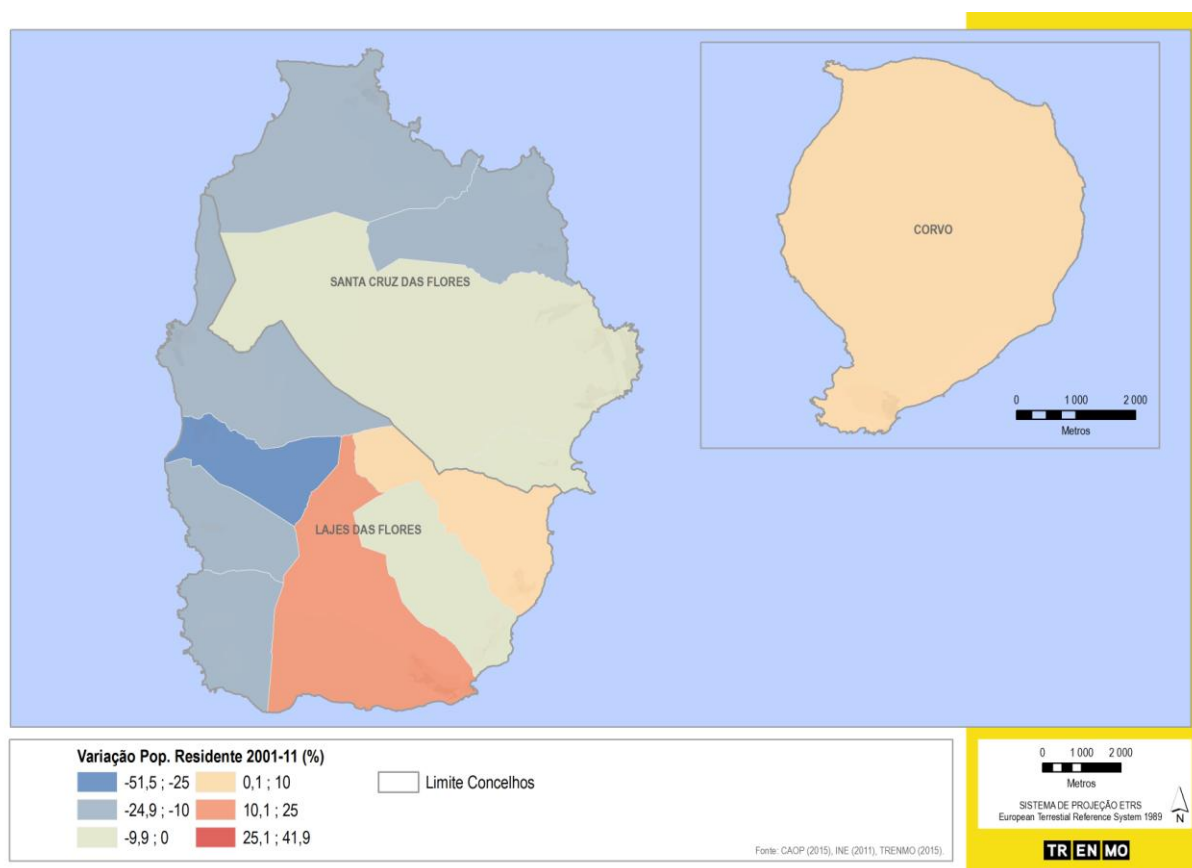 CORVO
SANTA CRUZ DAS FLORES
0 1 000 2 000
Metros
LAJES DAS FLORES
Variação Pop. Residente 2001-11 (%)
-51,5 ; -25
0,1 ; 10
Limite Concelhos
-24,9 ; -10
10,1 ; 25
-9,9 ; 0
25,1 ; 41,9
Fonte: CAOP (2015), INE (2011), TRENMO (2015).
0 1 000 2 000
Metros
SISTEMA DE PROJEÇÃO ETRS
European Terrestial Reference System 1989
N
TRENMO